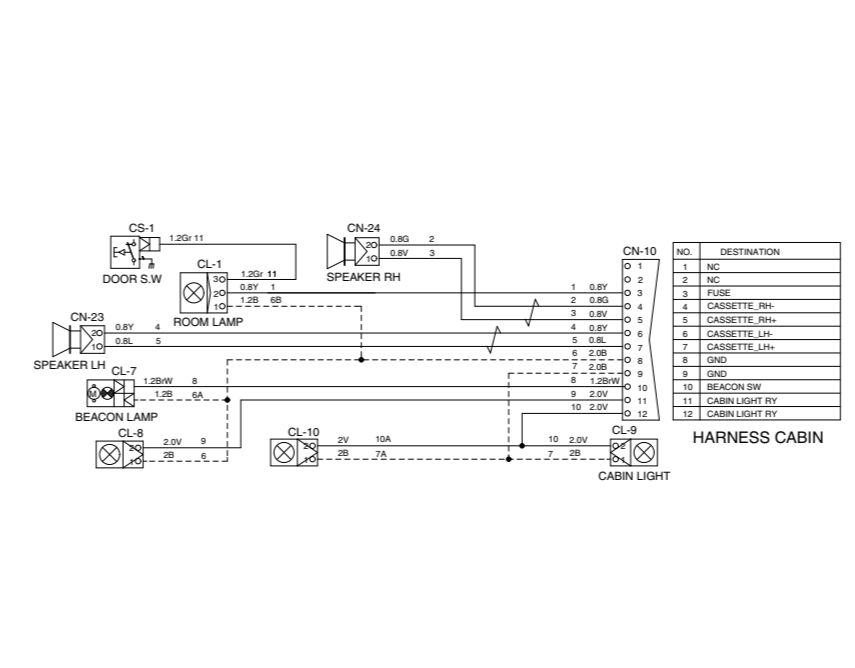 CS-1
1.2Gr 11
DOOR S.W
CL-1
3 1.2Gr 11
2 0.8Y 1
1 1.2B 6B
ROOM LAMP
CN-24
2 0.8G 2
1 0.8V 3
SPEAKER RH
CN-23
2 0.8Y 4
1 0.8L 5
SPEAKER LH
CL-7
M
1.2BrW 8
1.2B 6A
BEACON LAMP
CL-8
2 2.0V 9
1 2B 6
CL-10
2 2V 10A
1 2B 7A
10 2.0V 2
7 2B 1
CL-9
CABIN LIGHT
CN-10
1
2
1 0.8Y 3
2 0.8G 4
3 0.8V 5
4 0.8Y 6
5 0.8L 7
6 2.0B 8
7 2.0B 9
8 1.2BrW 10
9 2.0V 11
10 2.0V 12
NO. DESTINATION
1 NC
2 NC
3 FUSE
4 CASSETTE_RH-
5 CASSETTE_RH+
6 CASSETTE_LH-
7 CASSETTE_LH+
8 GND
9 GND
10 BEACON SW
11 CABIN LIGHT RY
12 CABIN LIGHT RY
HARNESS CABIN